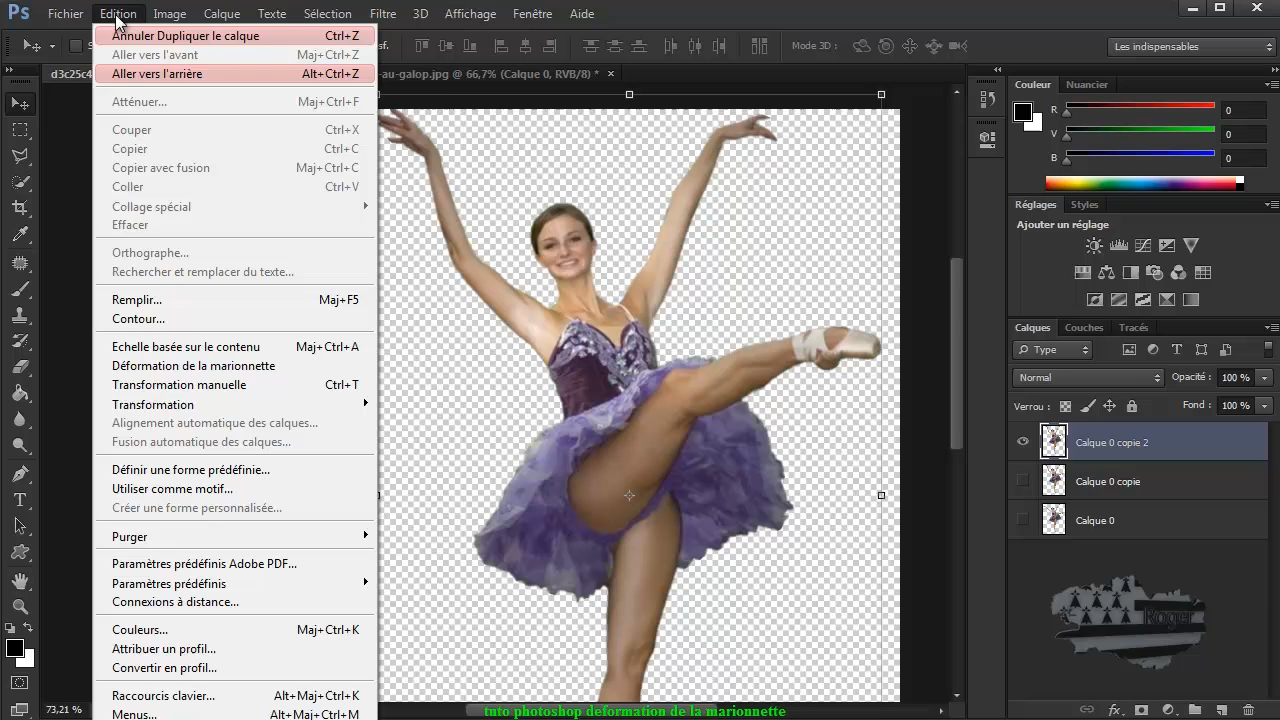 Ps Fichier Edition Image Calque Texte Sélection Filtre 3D Affichage Fenêtre Aide
Annuler Dupliquer le calque Ctrl+Z
Aller vers l'avant Maj+Ctrl+Z
Aller vers l'arrière Alt+Ctrl+Z
Atténuer... Maj+Ctrl+F
Couper Ctrl+X
Copier Ctrl+C
Copier avec fusion Maj+Ctrl+C
Coller Ctrl+V
Collage spécial
Effacer
Orthographe...
Rechercher et remplacer du texte...
Remplir... Maj+F5
Contour...
Echelle basée sur le contenu Maj+Ctrl+A
Déformation de la marionnette
Transformation manuelle Ctrl+T
Transformation
Alignement automatique des calques...
Fusion automatique des calques...
Définir une forme prédéfinie...
Utiliser comme motif...
Créer une forme personnalisée...
Purger
Paramètres prédéfinis Adobe PDF...
Paramètres prédéfinis
Connexions à distance...
Couleurs... Maj+Ctrl+K
Attribuer un profil...
Convertir en profil...
Raccourcis clavier... Alt+Maj+Ctrl+K
Menus... Alt+Maj+Ctrl+M
Mode 3D :
Les indispensables
d3c25c4
-au-galop.jpg @ 66,7% (Calque 0, RVB/8) *
Couleur Nuancier
R 0
V 0
B 0
Réglages Styles
Ajouter un réglage
Calques Couches Tracés
Type
Normal Opacité : 100 %
Verrou : Fond : 100 %
Calque 0 copie 2
Calque 0 copie
Calque 0
Roger
73,21 %
tuto photoshop deformation de la marionnette